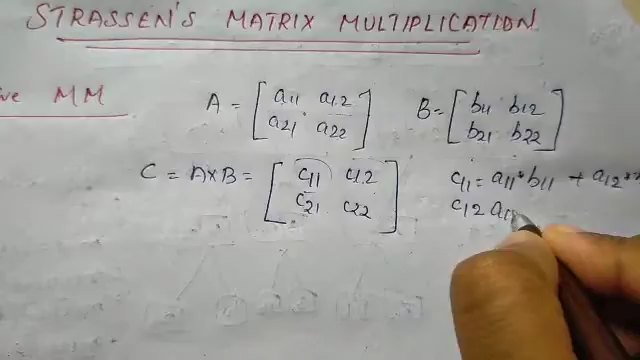 STRASSEN'S MATRIX MULTIPLICATION
MM
A = [ a11 a12
a21 a22 ]
B = [ b11 b12
b21 b22 ]
C = A×B = [ c11 c12
c21 c22 ]
c11 = a11 * b11 + a12 *
c12 a11